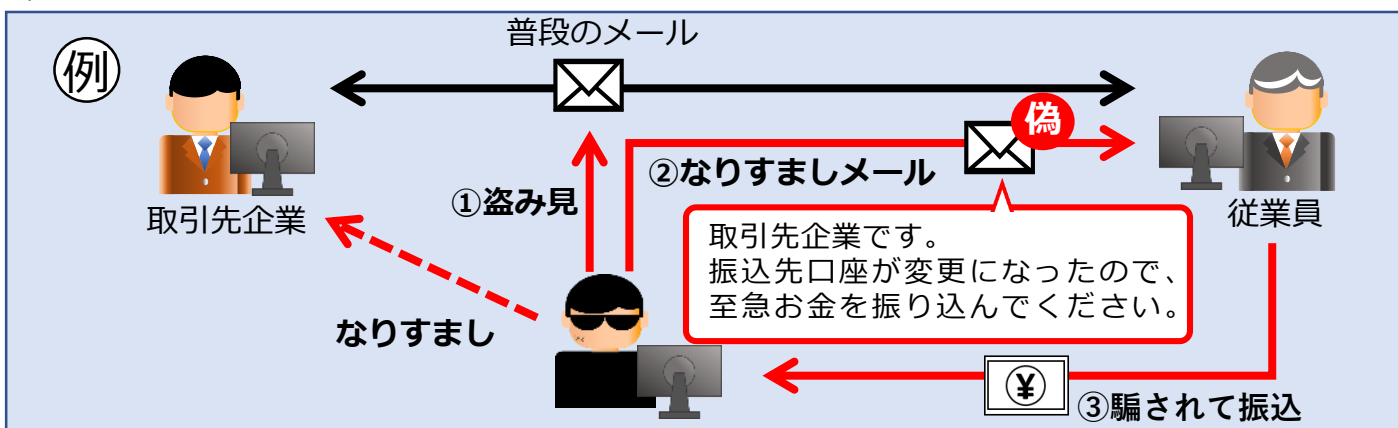 例
普段のメール
偽
②なりすましメール
①盗み見
取引先企業
従業員
取引先企業です。
振込先口座が変更になったので、
至急お金を振り込んでください。
なりすまし
¥
③騙されて振込